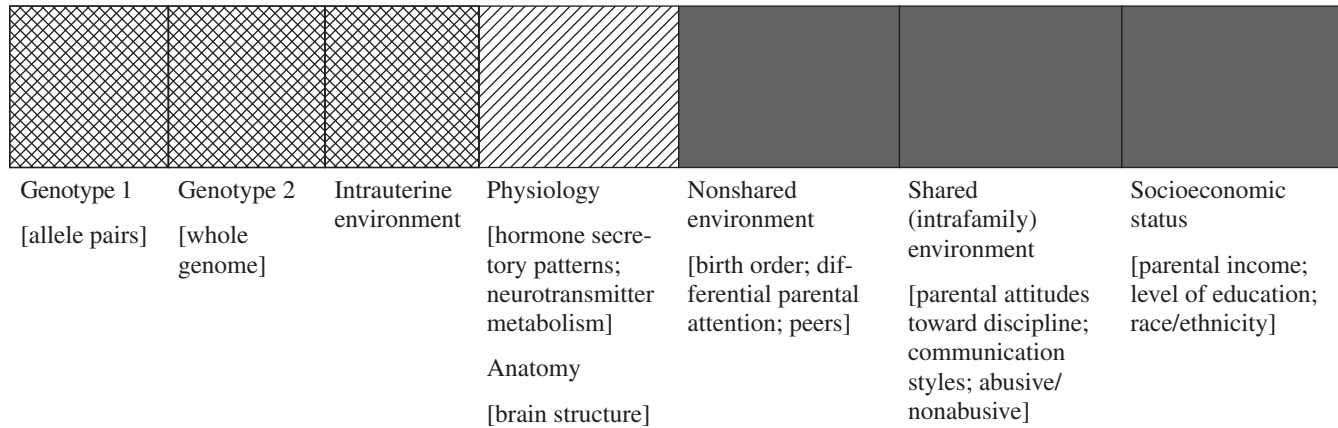 Genotype 1
[allele pairs]
Genotype 2
[whole
genome]
Intrauterine
environment
Physiology
[hormone secre-
tory patterns;
neurotransmitter
metabolism]
Anatomy
[brain structure]
Nonshared
environment
[birth order; dif-
ferential parental
attention; peers]
Shared
(intrafamily)
environment
[parental attitudes
toward discipline;
communication
styles; abusive/
nonabusive]
Socioeconomic
status
[parental income;
level of education;
race/ethnicity]